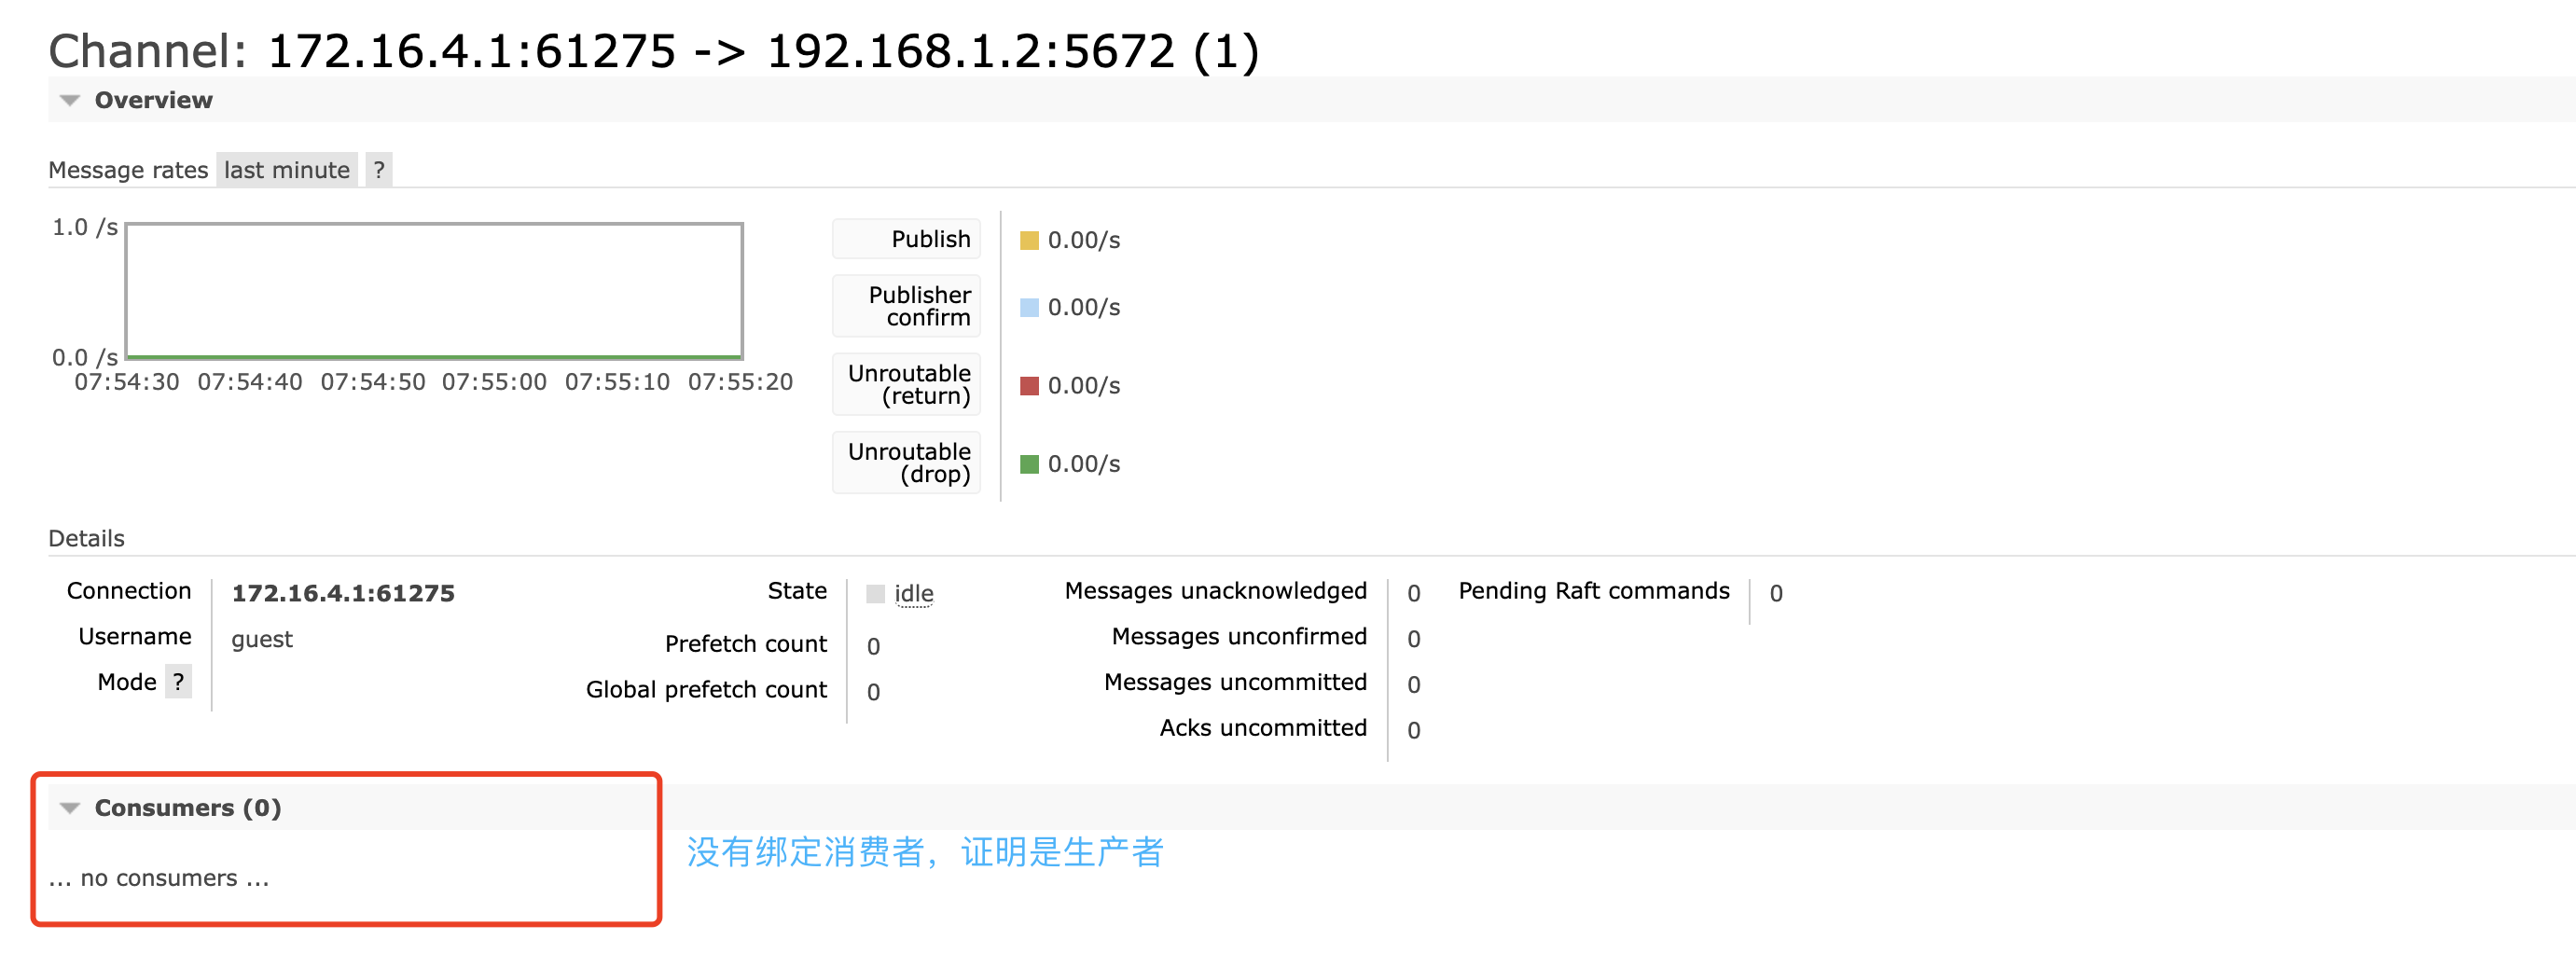 Channel: 172.16.4.1:61275 -> 192.168.1.2:5672 (1)
Overview
Message rates last minute ?
1.0 /s
0.0 /s
07:54:30 07:54:40 07:54:50 07:55:00 07:55:10 07:55:20
Publish 0.00/s
Publisher
confirm 0.00/s
Unroutable
(return) 0.00/s
Unroutable
(drop) 0.00/s
Details
Connection 172.16.4.1:61275
Username guest
Mode ?
State idle
Prefetch count 0
Global prefetch count 0
Messages unacknowledged 0
Messages unconfirmed 0
Messages uncommitted 0
Acks uncommitted 0
Pending Raft commands 0
Consumers (0)
没有绑定消费者，证明是生产者
... no consumers ...